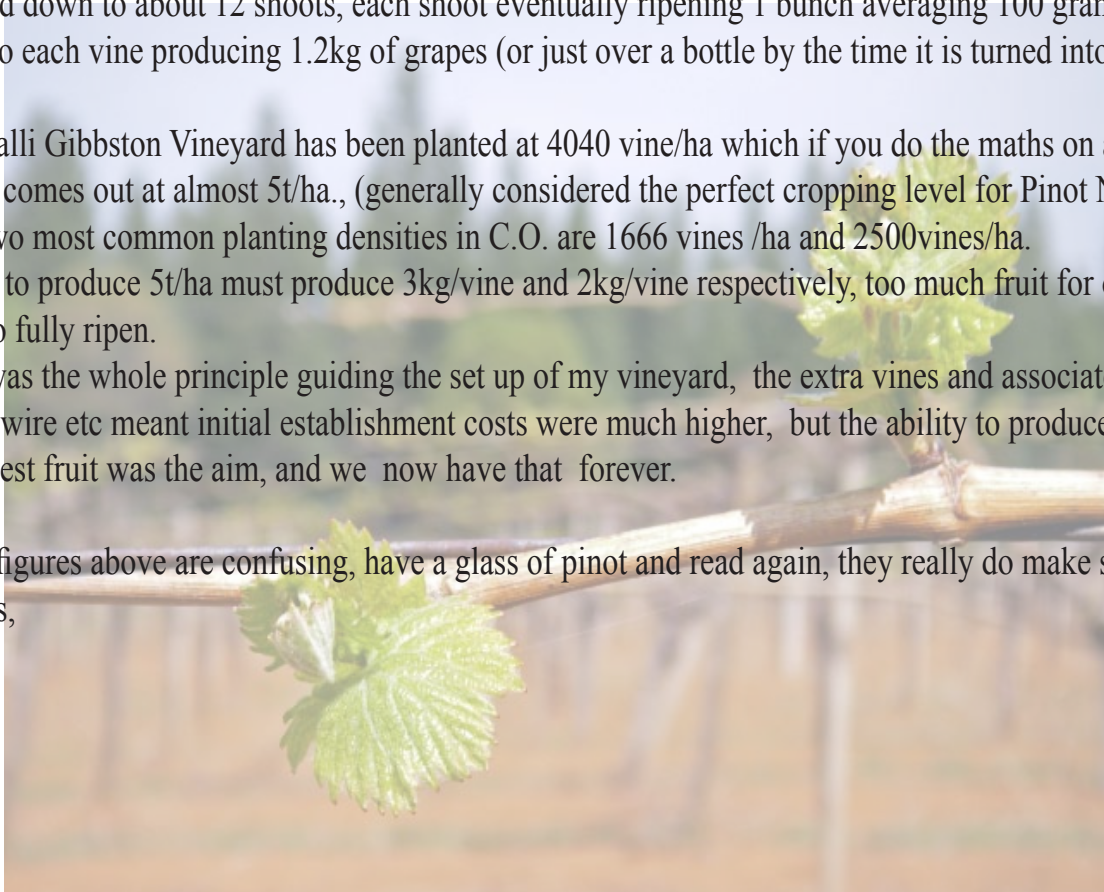 d down to about 12 shoots, each shoot eventually ripening 1 bunch averaging 100 gram
o each vine producing 1.2kg of grapes (or just over a bottle by the time it is turned into
alli Gibbston Vineyard has been planted at 4040 vine/ha which if you do the maths on a
comes out at almost 5t/ha., (generally considered the perfect cropping level for Pinot N
vo most common planting densities in C.O. are 1666 vines /ha and 2500vines/ha.
to produce 5t/ha must produce 3kg/vine and 2kg/vine respectively, too much fruit for
o fully ripen.
was the whole principle guiding the set up of my vineyard, the extra vines and associat
wire etc meant initial establishment costs were much higher, but the ability to produce
est fruit was the aim, and we now have that forever.
figures above are confusing, have a glass of pinot and read again, they really do make s
s,